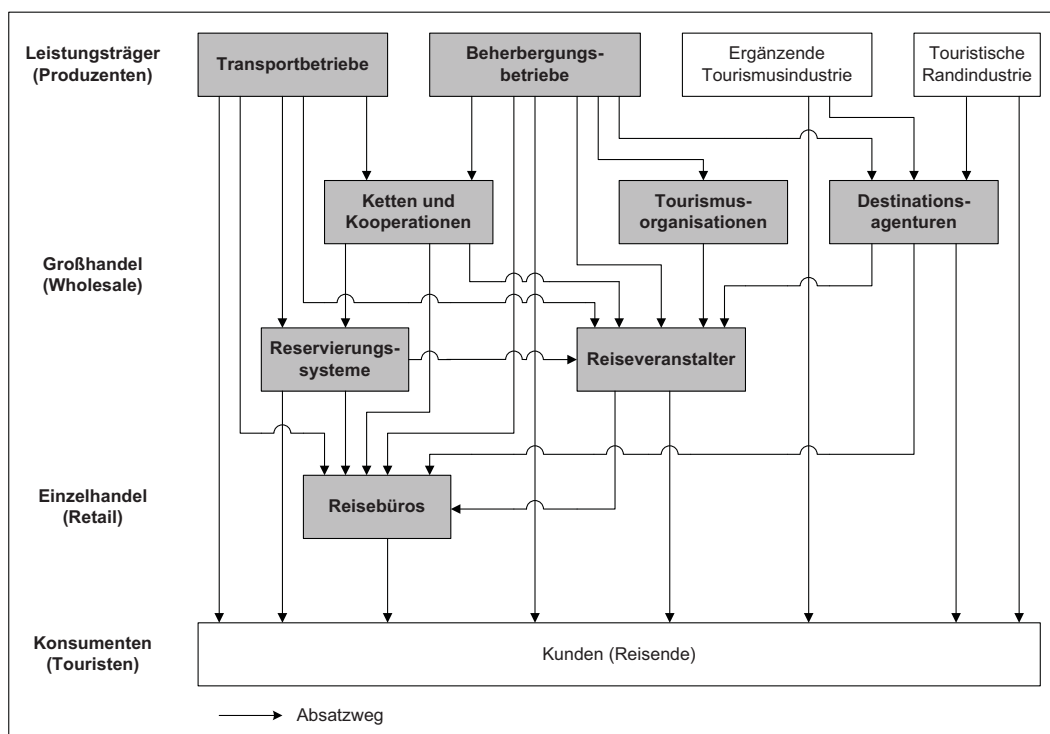 Leistungsträger
(Produzenten)
Transportbetriebe
Beherbergungs-
betriebe
Ergänzende
Tourismusindustrie
Touristische
Randindustrie
Ketten und
Kooperationen
Tourismus-
organisationen
Destinations-
agenturen
Großhandel
(Wholesale)
Reservierungs-
systeme
Reiseveranstalter
Einzelhandel
(Retail)
Reisebüros
Konsumenten
(Touristen)
Kunden (Reisende)
Absatzweg